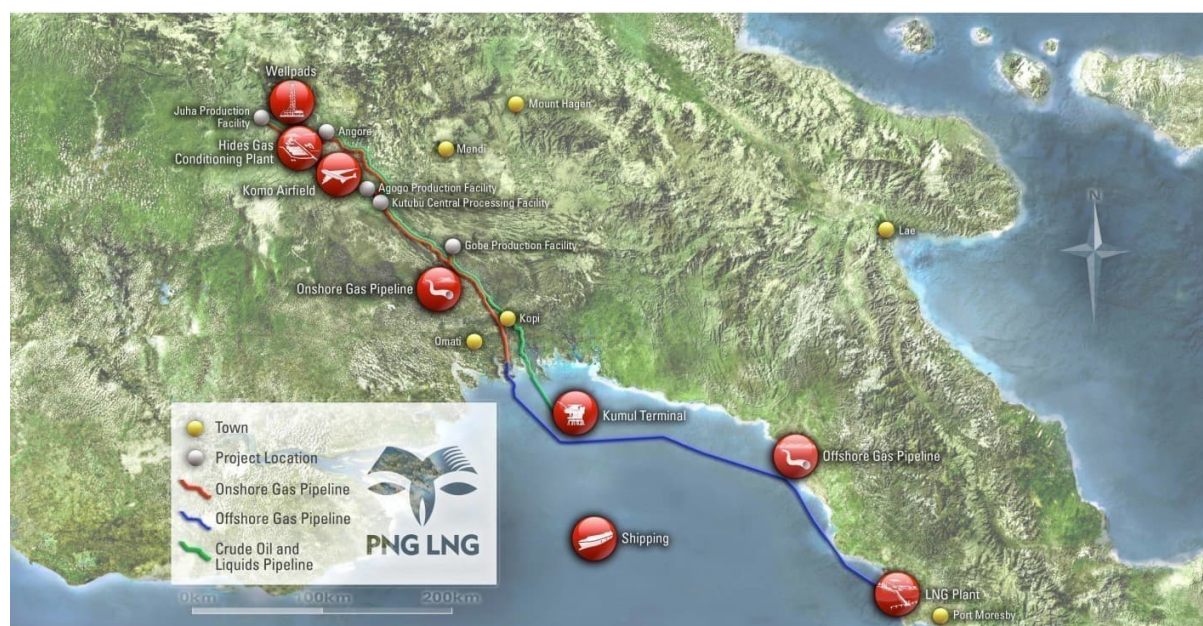 Wellpads
Juha Production
Facility
Mount Hagen
Angore
Hides Gas
Conditioning Plant
Mendi
Komo Airfield
Agogo Production Facility
Kutubu Central Processing Facility
N
Lae
Gobe Production Facility
Onshore Gas Pipeline
Kopi
Omati
Kumul Terminal
Offshore Gas Pipeline
Town
Project Location
Onshore Gas Pipeline
Offshore Gas Pipeline
Crude Oil and
Liquids Pipeline
PNG LNG
Shipping
LNG Plant
Port Moresby
0km 100km 200km